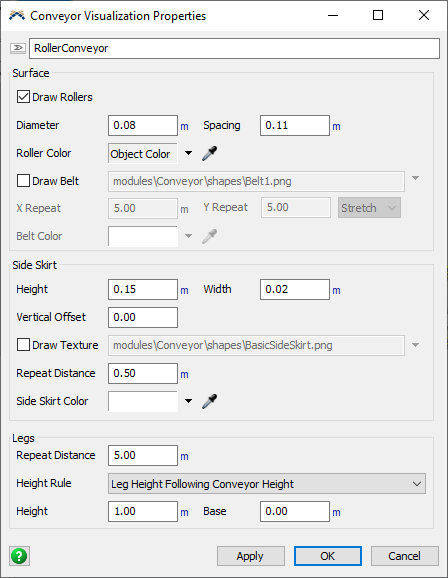 Conveyor Visualization Properties
RollerConveyor
Surface
Draw Rollers
Diameter 0.08 m Spacing 0.11 m
Roller Color Object Color
Draw Belt modules\Conveyor\shapes\Belt1.png
X Repeat 5.00 m Y Repeat 5.00 Stretch
Belt Color
Side Skirt
Height 0.15 m Width 0.02 m
Vertical Offset 0.00
Draw Texture modules\Conveyor\shapes\BasicSideSkirt.png
Repeat Distance 0.50 m
Side Skirt Color
Legs
Repeat Distance 5.00 m
Height Rule Leg Height Following Conveyor Height
Height 1.00 m Base 0.00 m
? Apply OK Cancel